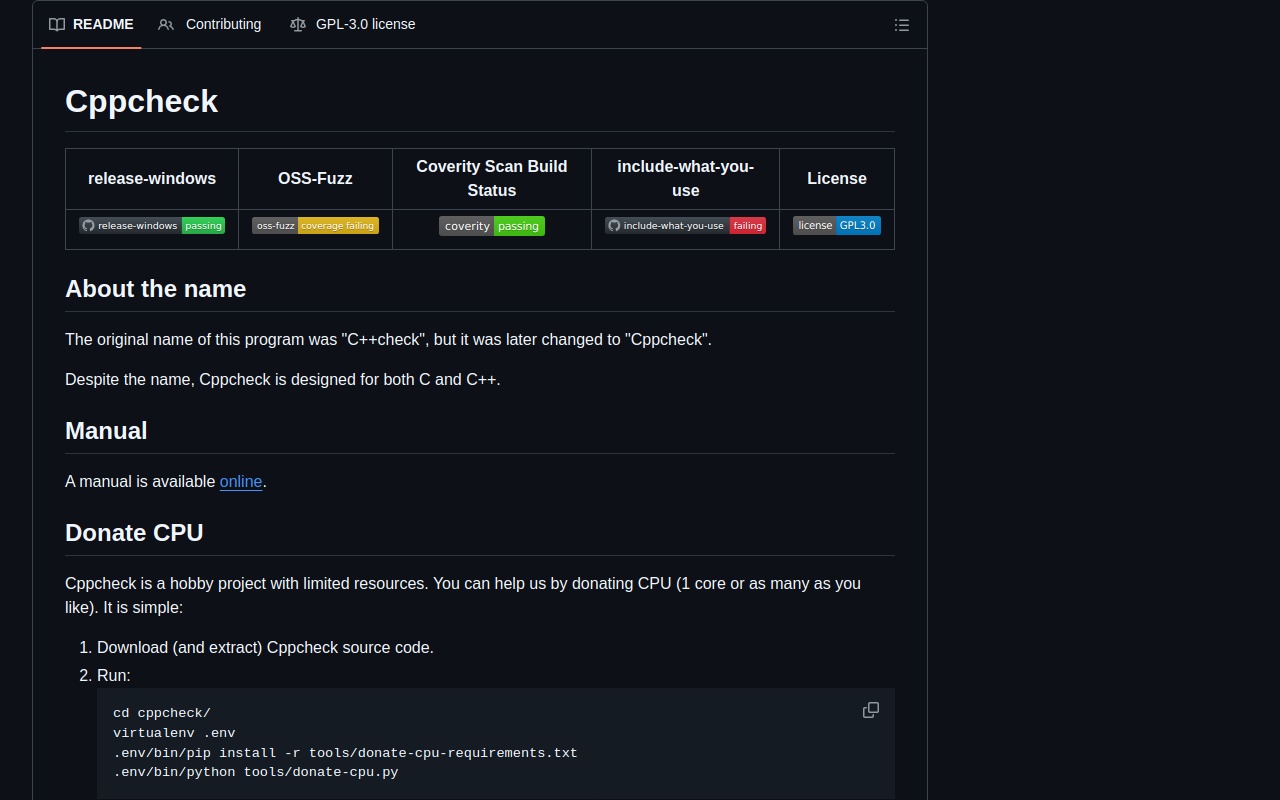 README Contributing GPL-3.0 license
Cppcheck
release-windows OSS-Fuzz Coverity Scan Build Status include-what-you-use License
release-windows passing oss-fuzz coverage failing coverity passing include-what-you-use failing license GPL3.0
About the name
The original name of this program was "C++check", but it was later changed to "Cppcheck".
Despite the name, Cppcheck is designed for both C and C++.
Manual
A manual is available online.
Donate CPU
Cppcheck is a hobby project with limited resources. You can help us by donating CPU (1 core or as many as you
like). It is simple:
1. Download (and extract) Cppcheck source code.
2. Run:
cd cppcheck/
virtualenv .env
.env/bin/pip install -r tools/donate-cpu-requirements.txt
.env/bin/python tools/donate-cpu.py